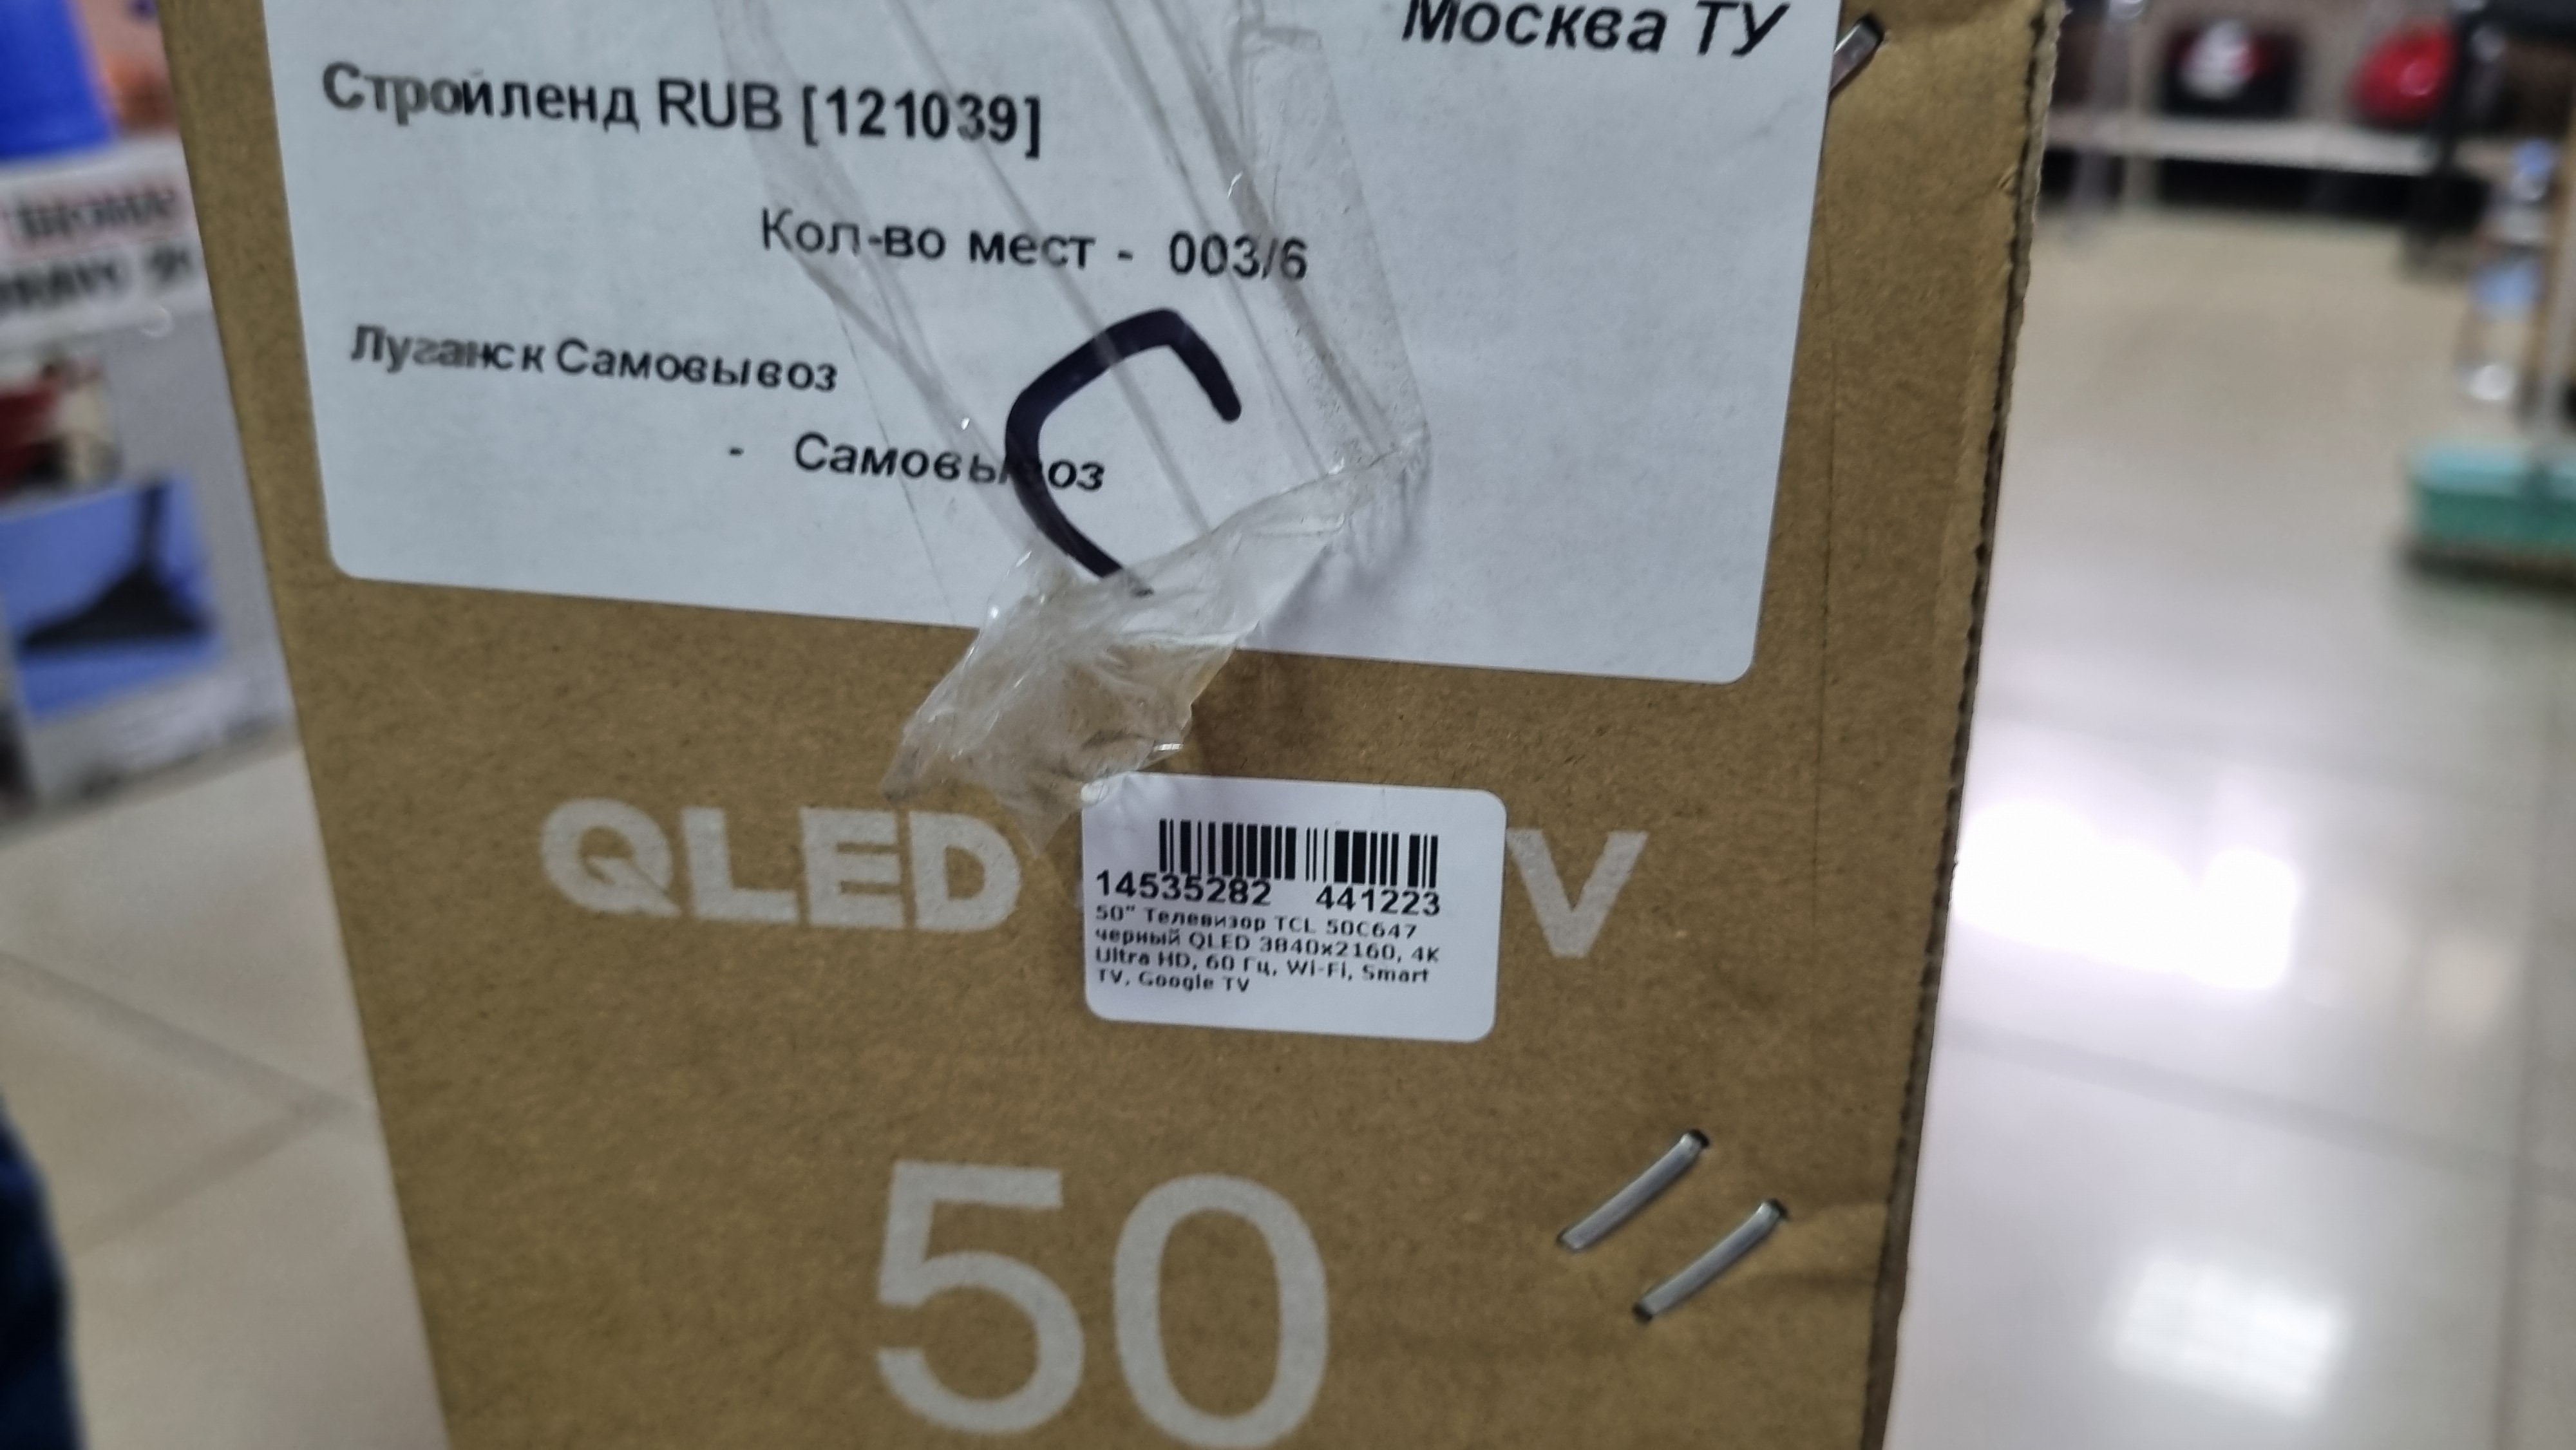 Москва ТУ
Стройленд RUB [121039]
Кол-во мест - 003/6
Луганск Самовывоз
- Самовывоз
QLED
V
14535282 441223
50" Телевизор TCL 50C647
черный QLED 3840x2160, 4K
Ultra HD, 60 Гц, Wi-Fi, Smart
TV, Google TV
50